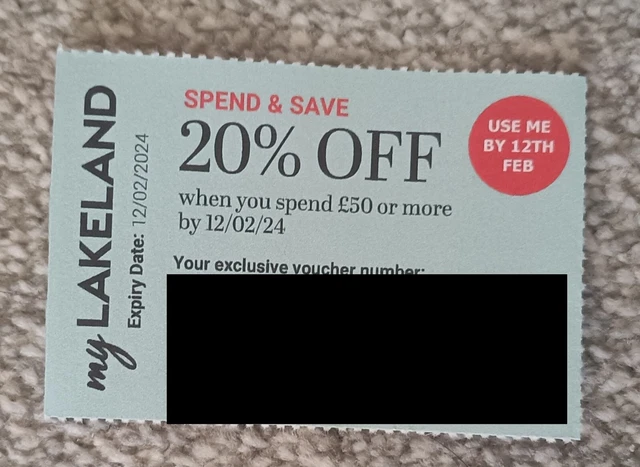 my LAKELAND
Expiry Date: 12/02/2024
SPEND & SAVE
20% OFF
when you spend £50 or more
by 12/02/24
Your exclusive voucher number:
USE ME
BY 12TH
FEB